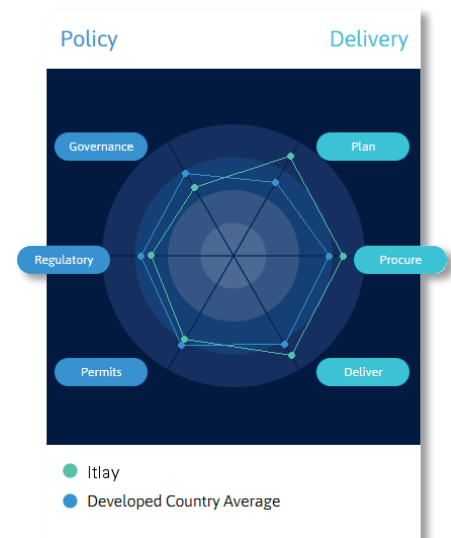 Policy Delivery
Governance Plan
Regulatory Procure
Permits Deliver
Itlay
Developed Country Average